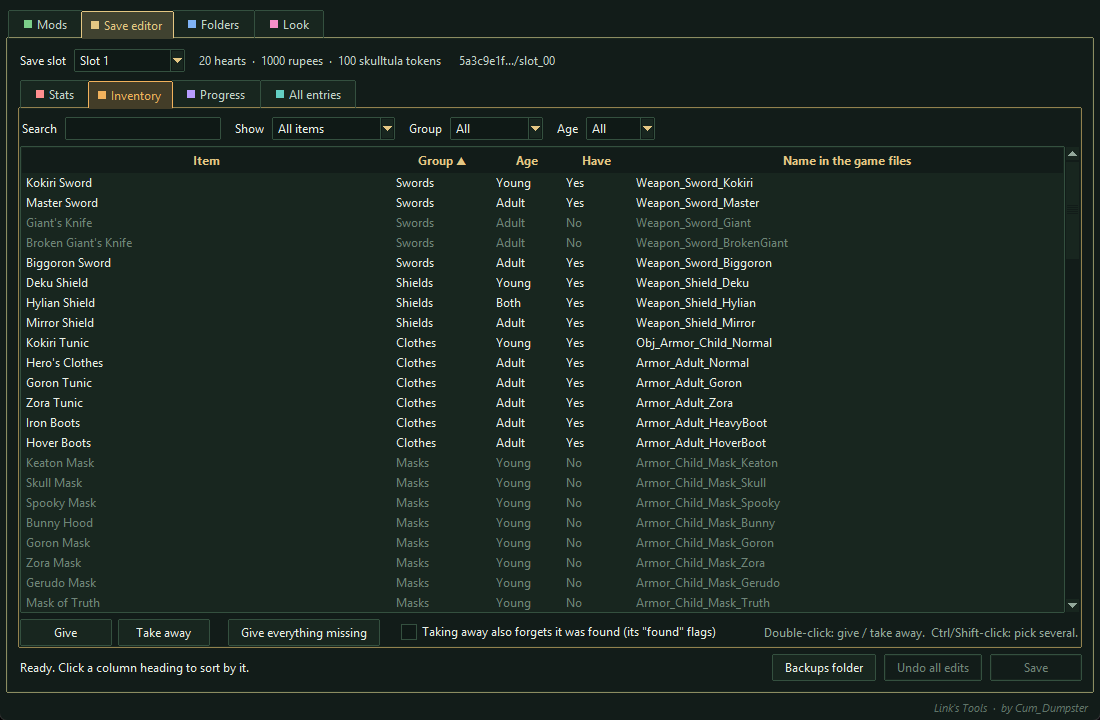 Mods Save editor Folders Look
Save slot Slot 1 20 hearts · 1000 rupees · 100 skulltula tokens 5a3c9e1f.../slot_00
Stats Inventory Progress All entries
Search Show All items Group All Age All
Item Group ▲ Age Have Name in the game files
Kokiri Sword Swords Young Yes Weapon_Sword_Kokiri
Master Sword Swords Adult Yes Weapon_Sword_Master
Giant's Knife Swords Adult No Weapon_Sword_Giant
Broken Giant's Knife Swords Adult No Weapon_Sword_BrokenGiant
Biggoron Sword Swords Adult Yes Weapon_Sword_Biggoron
Deku Shield Shields Young Yes Weapon_Shield_Deku
Hylian Shield Shields Both Yes Weapon_Shield_Hylian
Mirror Shield Shields Adult Yes Weapon_Shield_Mirror
Kokiri Tunic Clothes Young Yes Obj_Armor_Child_Normal
Hero's Clothes Clothes Adult Yes Armor_Adult_Normal
Goron Tunic Clothes Adult Yes Armor_Adult_Goron
Zora Tunic Clothes Adult Yes Armor_Adult_Zora
Iron Boots Clothes Adult Yes Armor_Adult_HeavyBoot
Hover Boots Clothes Adult Yes Armor_Adult_HoverBoot
Keaton Mask Masks Young No Armor_Child_Mask_Keaton
Skull Mask Masks Young No Armor_Child_Mask_Skull
Spooky Mask Masks Young No Armor_Child_Mask_Spooky
Bunny Hood Masks Young No Armor_Child_Mask_Bunny
Goron Mask Masks Young No Armor_Child_Mask_Goron
Zora Mask Masks Young No Armor_Child_Mask_Zora
Gerudo Mask Masks Young No Armor_Child_Mask_Gerudo
Mask of Truth Masks Young No Armor_Child_Mask_Truth
Give Take away Give everything missing Taking away also forgets it was found (its "found" flags) Double-click: give / take away. Ctrl/Shift-click: pick several.
Ready. Click a column heading to sort by it. Backups folder Undo all edits Save
Link's Tools · by Cum_Dumpster